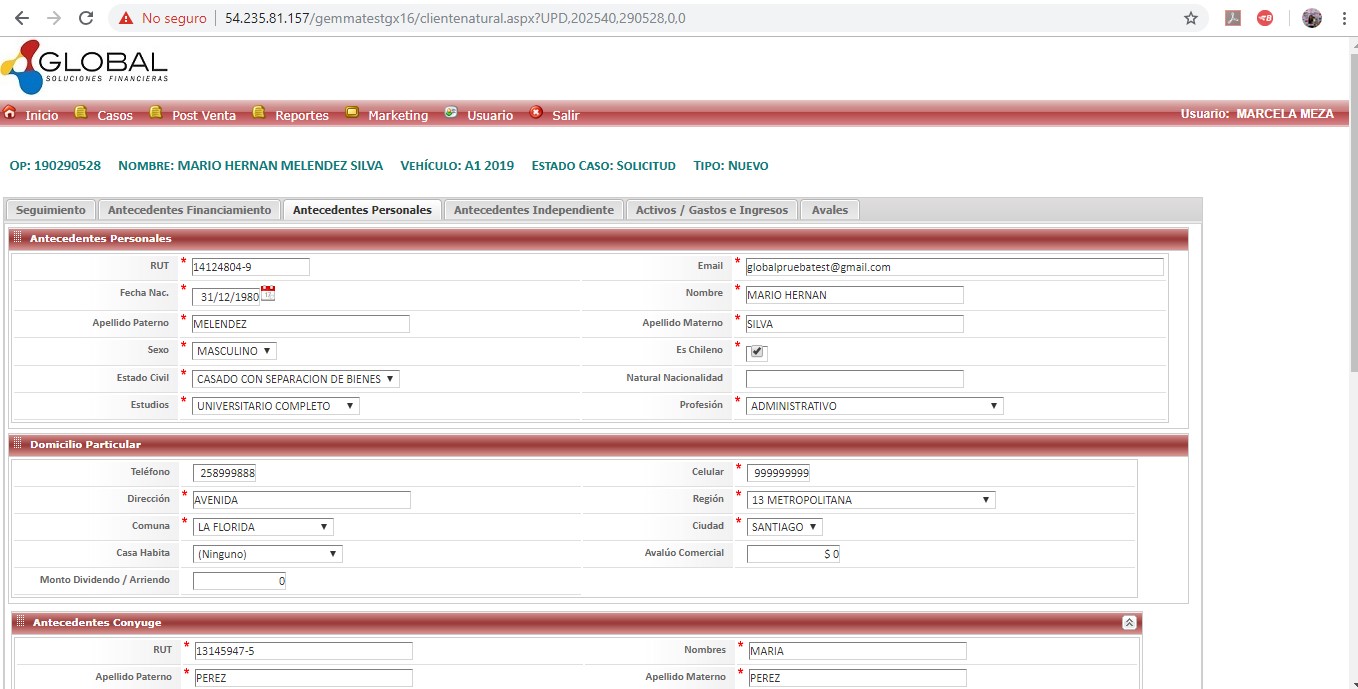 No seguro 54.235.81.157/gemmatestgx16/clientenatural.aspx?UPD,202540,290528,0,0
GLOBAL
SOLUCIONES FINANCIERAS
Inicio Casos Post Venta Reportes Marketing Usuario Salir Usuario: MARCELA MEZA
OP: 190290528 NOMBRE: MARIO HERNAN MELENDEZ SILVA VEHÍCULO: A1 2019 ESTADO CASO: SOLICITUD TIPO: NUEVO
Seguimiento Antecedentes Financiamiento Antecedentes Personales Antecedentes Independiente Activos / Gastos e Ingresos Avales
Antecedentes Personales
RUT * 14124804-9 Email * globalpruebatest@gmail.com
Fecha Nac. * 31/12/1980 Nombre * MARIO HERNAN
Apellido Paterno * MELENDEZ Apellido Materno * SILVA
Sexo * MASCULINO Es Chileno *
Estado Civil * CASADO CON SEPARACION DE BIENES Natural Nacionalidad
Estudios * UNIVERSITARIO COMPLETO Profesión * ADMINISTRATIVO
Domicilio Particular
Teléfono 258999888 Celular * 999999999
Dirección * AVENIDA Región * 13 METROPOLITANA
Comuna * LA FLORIDA Ciudad * SANTIAGO
Casa Habita (Ninguno) Avalúo Comercial $ 0
Monto Dividendo / Arriendo 0
Antecedentes Conyuge
RUT * 13145947-5 Nombres * MARIA
Apellido Paterno * PEREZ Apellido Materno * PEREZ